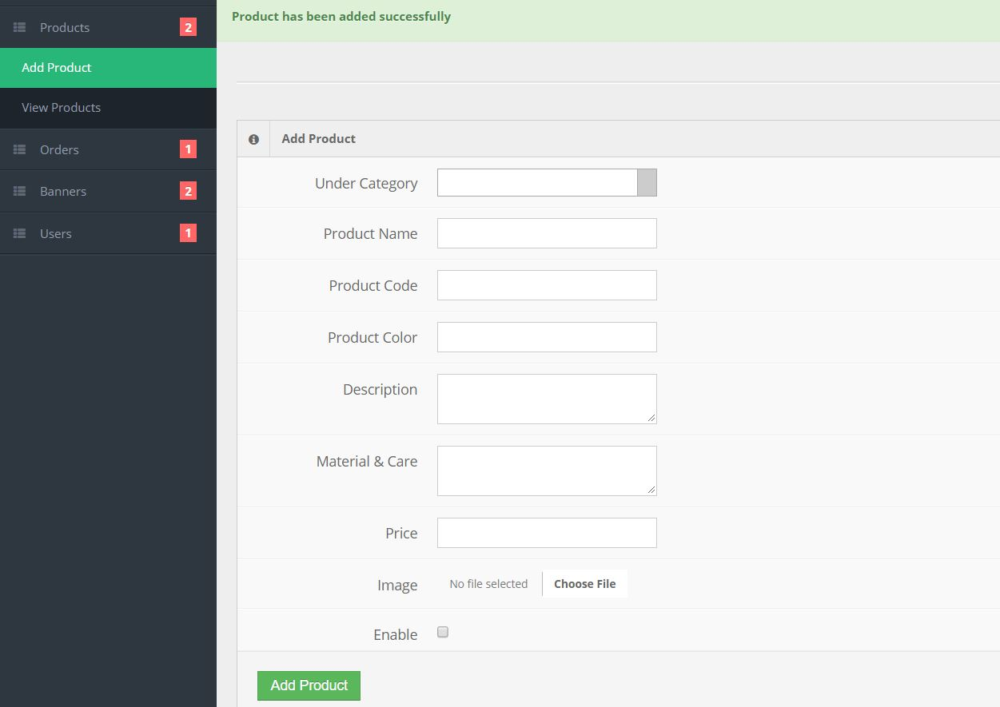 Product has been added successfully
Products 2
Add Product
View Products
Orders 1
Banners 2
Users 1
Add Product
Under Category
Product Name
Product Code
Product Color
Description
Material & Care
Price
Image No file selected Choose File
Enable
Add Product